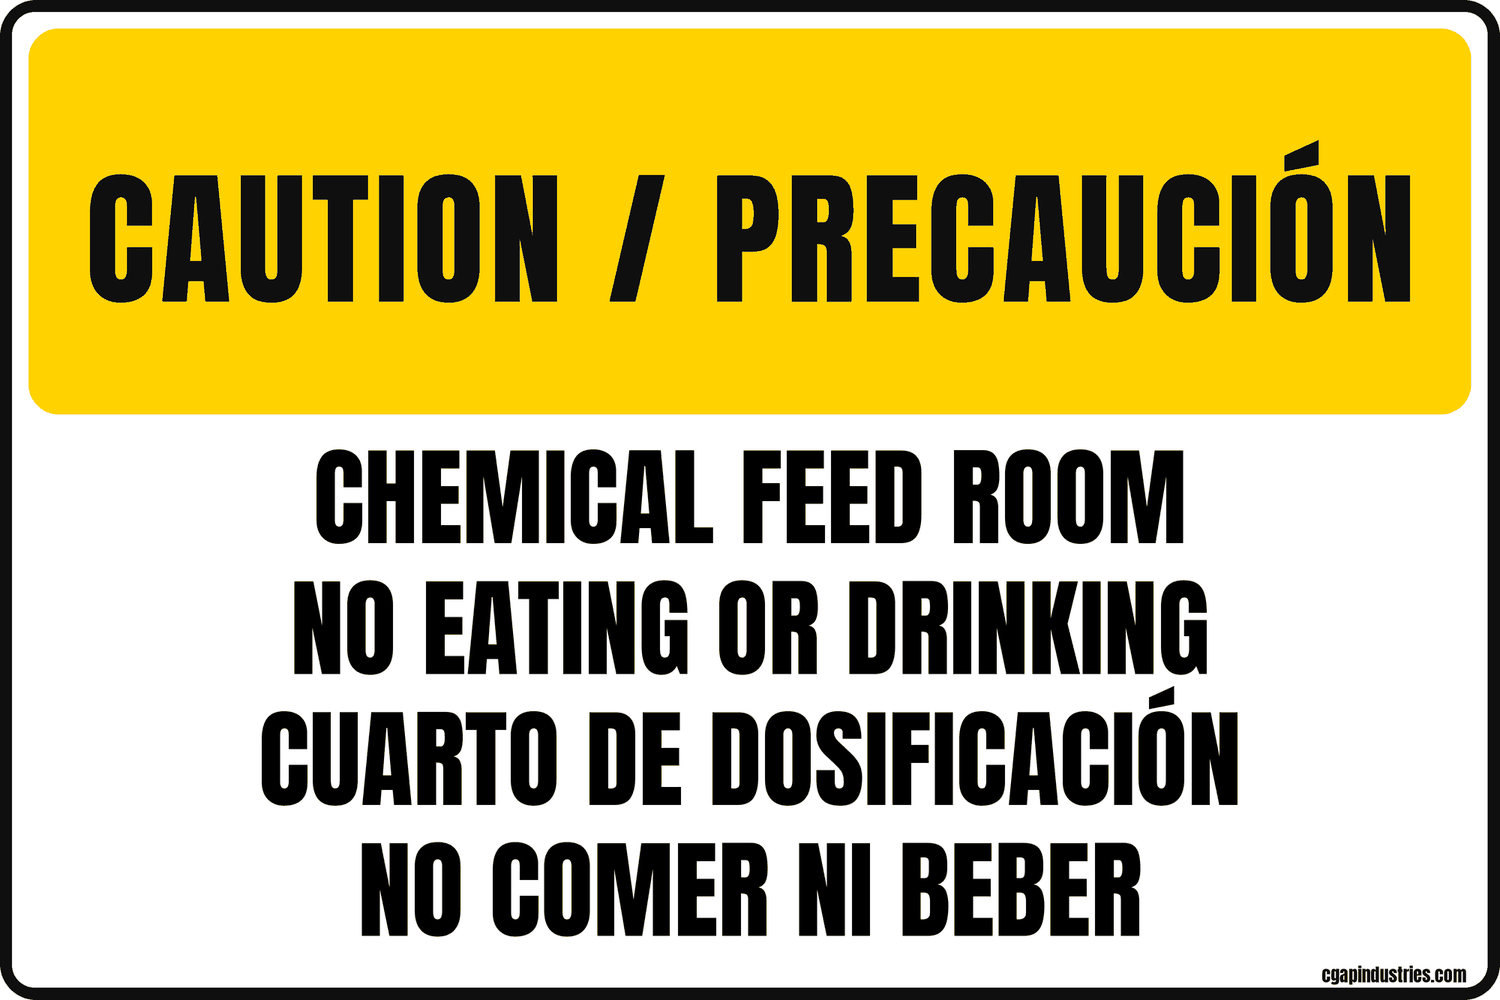 CAUTION / PRECAUCIÓN
CHEMICAL FEED ROOM
NO EATING OR DRINKING
CUARTO DE DOSIFICACIÓN
NO COMER NI BEBER
cgapindustries.com